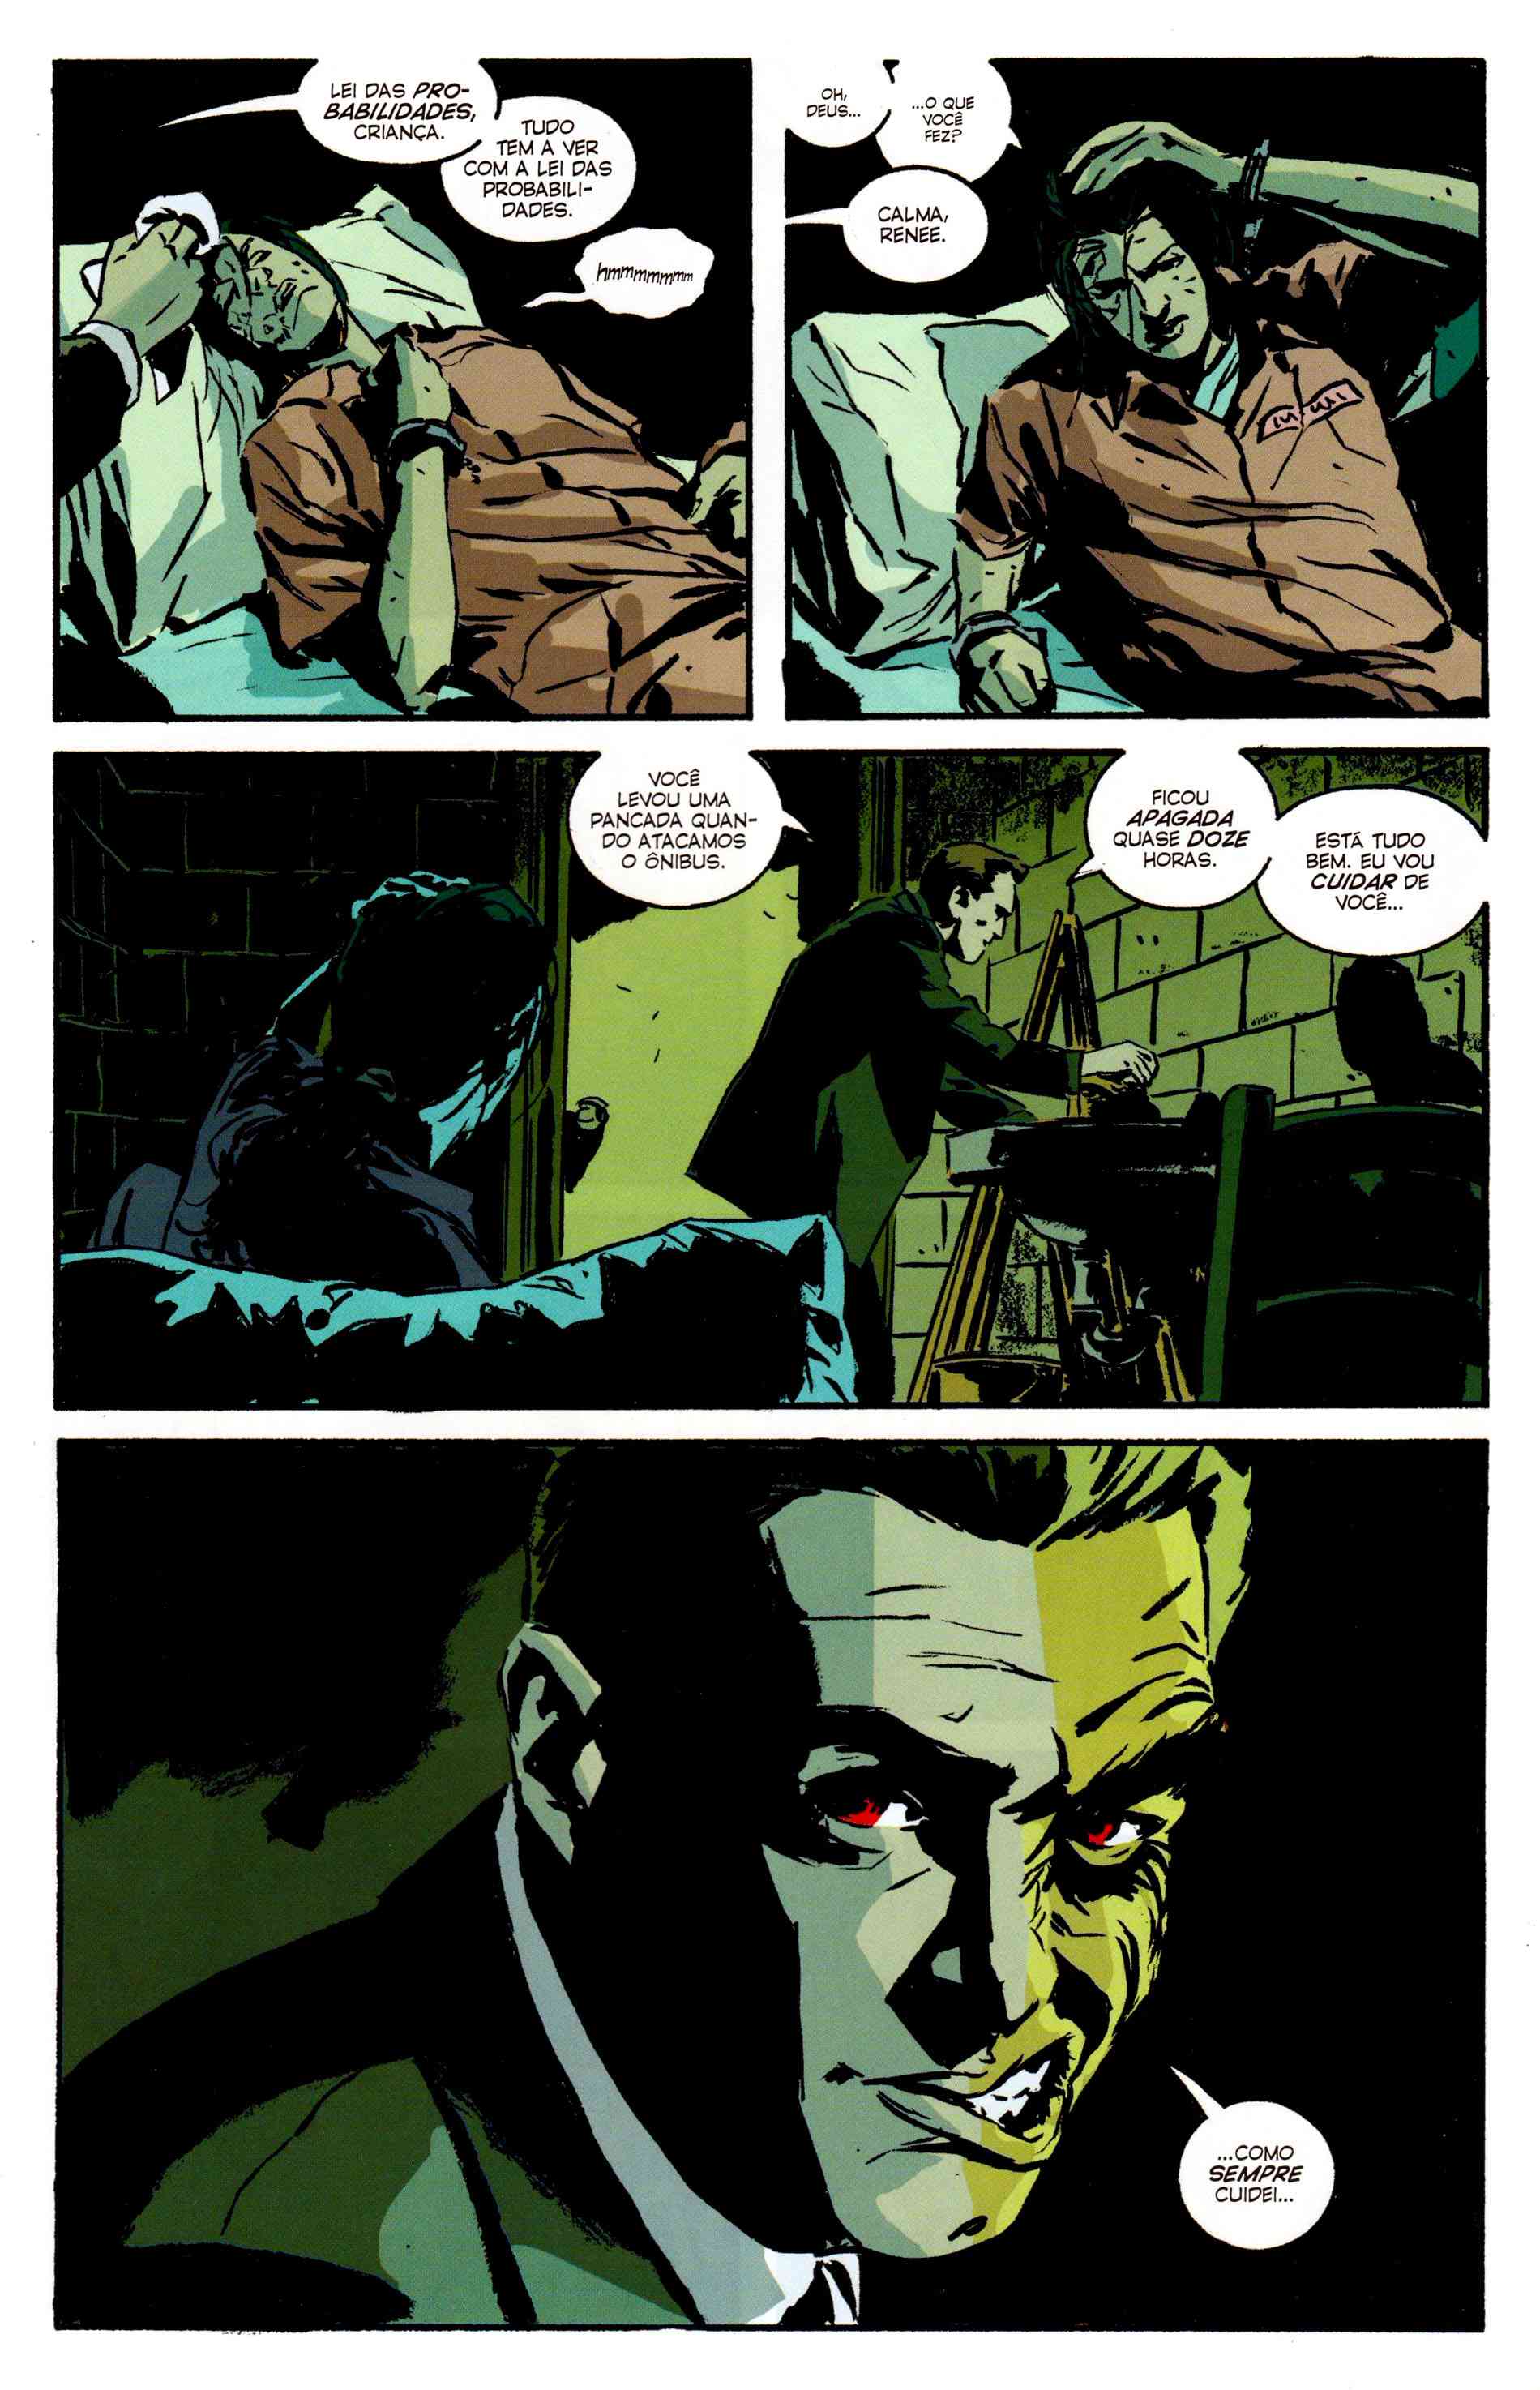 LEI DAS PRO-
BABILIDADES,
CRIANÇA.
TUDO
TEM A VER
COM A LEI DAS
PROBABILI-
DADES.
hmmmmmmm
OH,
DEUS...
...O QUE
VOCÊ
FEZ?
CALMA,
RENEE.
VOCÊ
LEVOU UMA
PANCADA QUAN-
DO ATACAMOS
O ÔNIBUS.
FICOU
APAGADA
QUASE DOZE
HORAS.
ESTÁ TUDO
BEM. EU VOU
CUIDAR DE
VOCÊ...
...COMO
SEMPRE
CUIDEI...